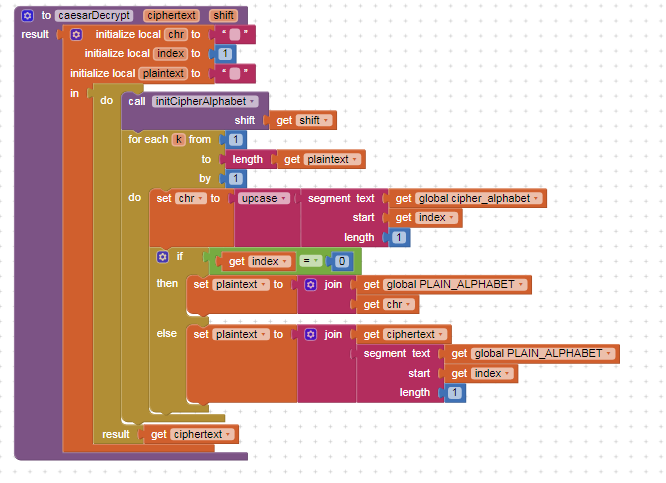 to caesarDecrypt ciphertext shift
result initialize local chr to “ ”
initialize local index to 1
initialize local plaintext to “ ”
in do call initCipherAlphabet
shift get shift
for each k from 1
to length get plaintext
by 1
do set chr to upcase segment text get global cipher_alphabet
start get index
length 1
if get index = 0
then set plaintext to join get global PLAIN_ALPHABET
get chr
else set plaintext to join get ciphertext
segment text get global PLAIN_ALPHABET
start get index
length 1
result get ciphertext